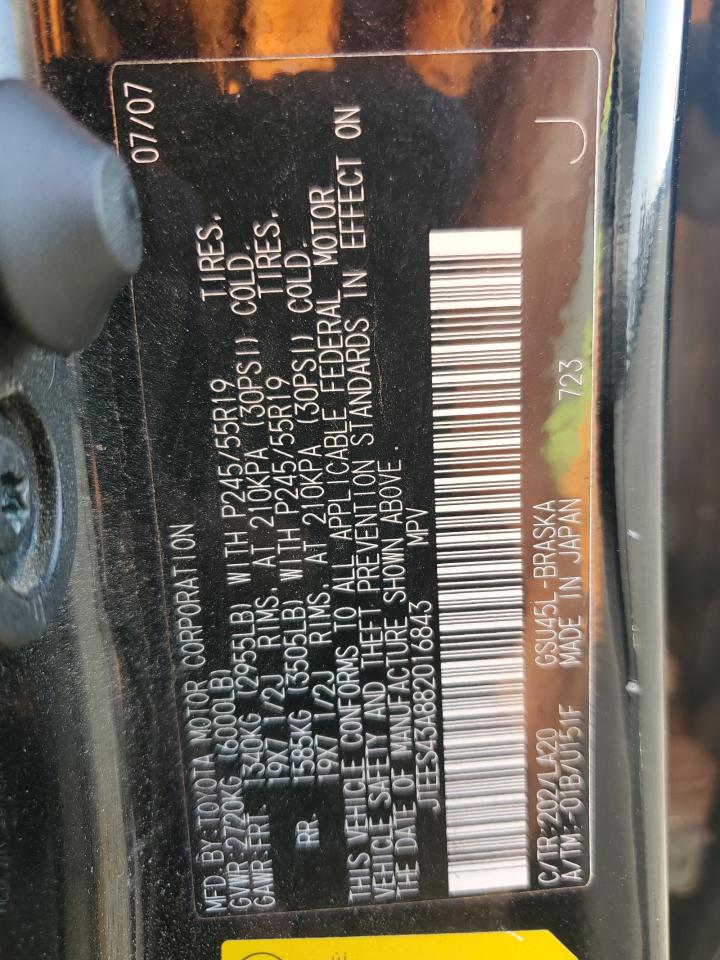 MFD. BY: TOYOTA MOTOR CORPORATION 07/07
GVWR: 2720KG (6000LB)
GAWR: FRT 1340KG (2955LB) WITH P245/55R19 TIRES,
19X7 1/2J RIMS, AT 210KPA (30PSI) COLD.
RR. 1585KG (3505LB) WITH P245/55R19 TIRES,
19X7 1/2J RIMS, AT 210KPA (30PSI) COLD.
THIS VEHICLE CONFORMS TO ALL APPLICABLE FEDERAL MOTOR
VEHICLE SAFETY AND THEFT PREVENTION STANDARDS IN EFFECT ON
THE DATE OF MANUFACTURE SHOWN ABOVE.
JTEES43A882016843 MPV
C/TR: 202/LA20 GSU45L-BRASKA
A/TM: -01B/U151F MADE IN JAPAN 723 J